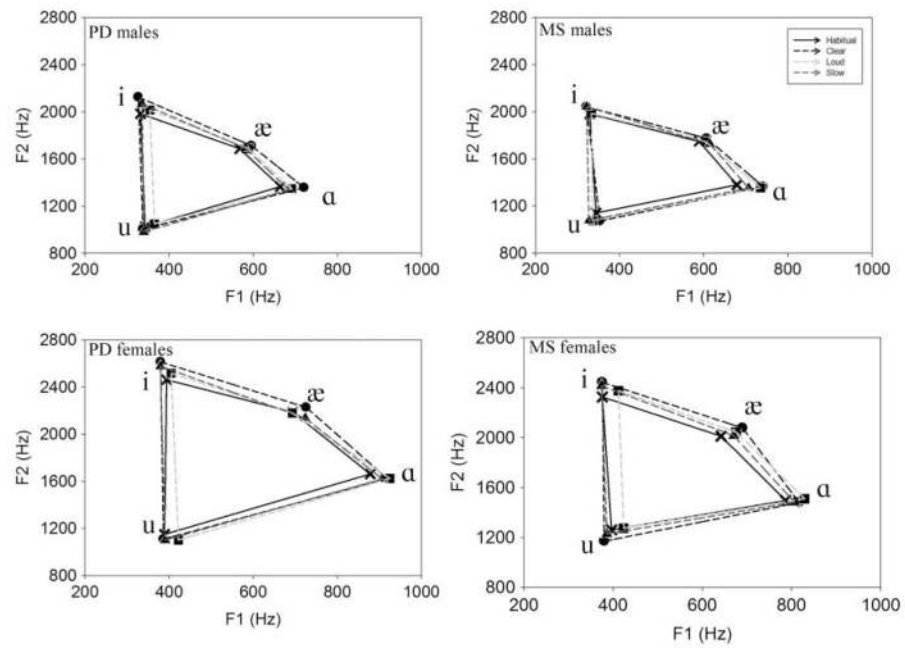 PD males
2800
2400
2000
1600
1200
800
F2 (Hz)
i
æ
ɑ
u
200 400 600 800 1000
F1 (Hz)
MS males
Habitual
Clear
Loud
Slow
2800
2400
2000
1600
1200
800
F2 (Hz)
i
æ
ɑ
u
200 400 600 800 1000
F1 (Hz)
PD females
2800
2400
2000
1600
1200
800
F2 (Hz)
i
æ
ɑ
u
200 400 600 800 1000
F1 (Hz)
MS females
2800
2400
2000
1600
1200
800
F2 (Hz)
i
æ
ɑ
u
200 400 600 800 1000
F1 (Hz)